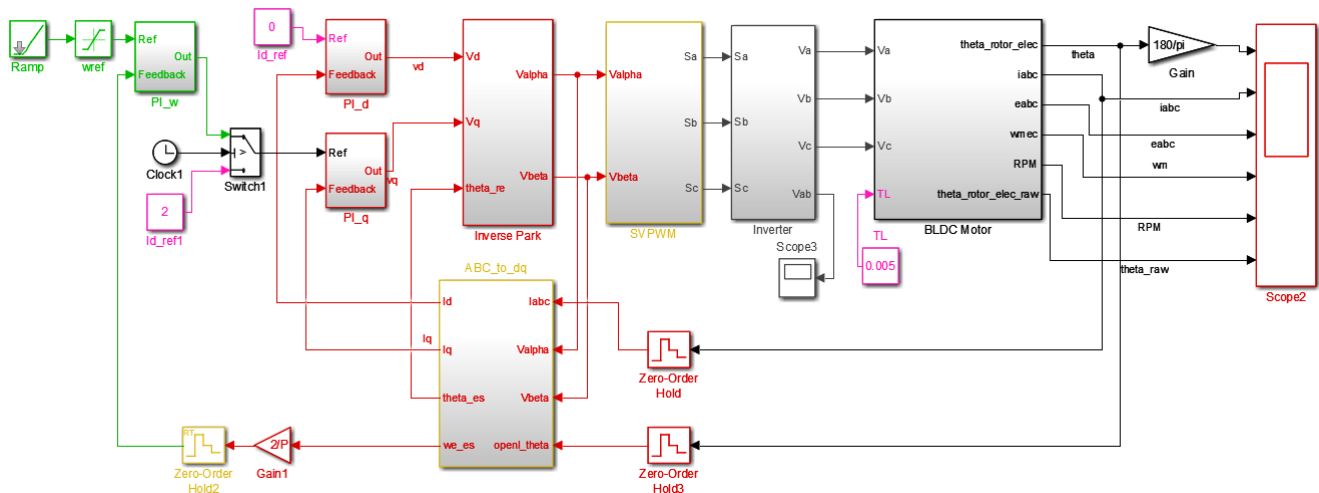 Ramp
wref
Ref
Out
Feedback
PI_w
0
Id_ref
Ref
Out
Feedback
PI_d
vd
Clock1
>
Switch1
2
Id_ref1
Ref
Out
Feedback
PI_q
vq
Vd
Vq
theta_re
Valpha
Vbeta
Inverse Park
Valpha
Vbeta
Sa
Sb
Sc
SVPWM
Sa
Sb
Sc
Va
Vb
Vc
Vab
Inverter
Scope3
Va
Vb
Vc
TL
theta_rotor_elec
iabc
eabc
wmec
RPM
theta_rotor_elec_raw
BLDC Motor
TL
0.005
theta
180/pi
Gain
iabc
eabc
wm
RPM
theta_raw
Scope2
ABC_to_dq
Id
Iq
Iq
theta_es
we_es
Iabc
Valpha
Vbeta
openl_theta
Zero-Order
Hold
Zero-Order
Hold3
2/P
Gain1
RT
Zero-Order
Hold2